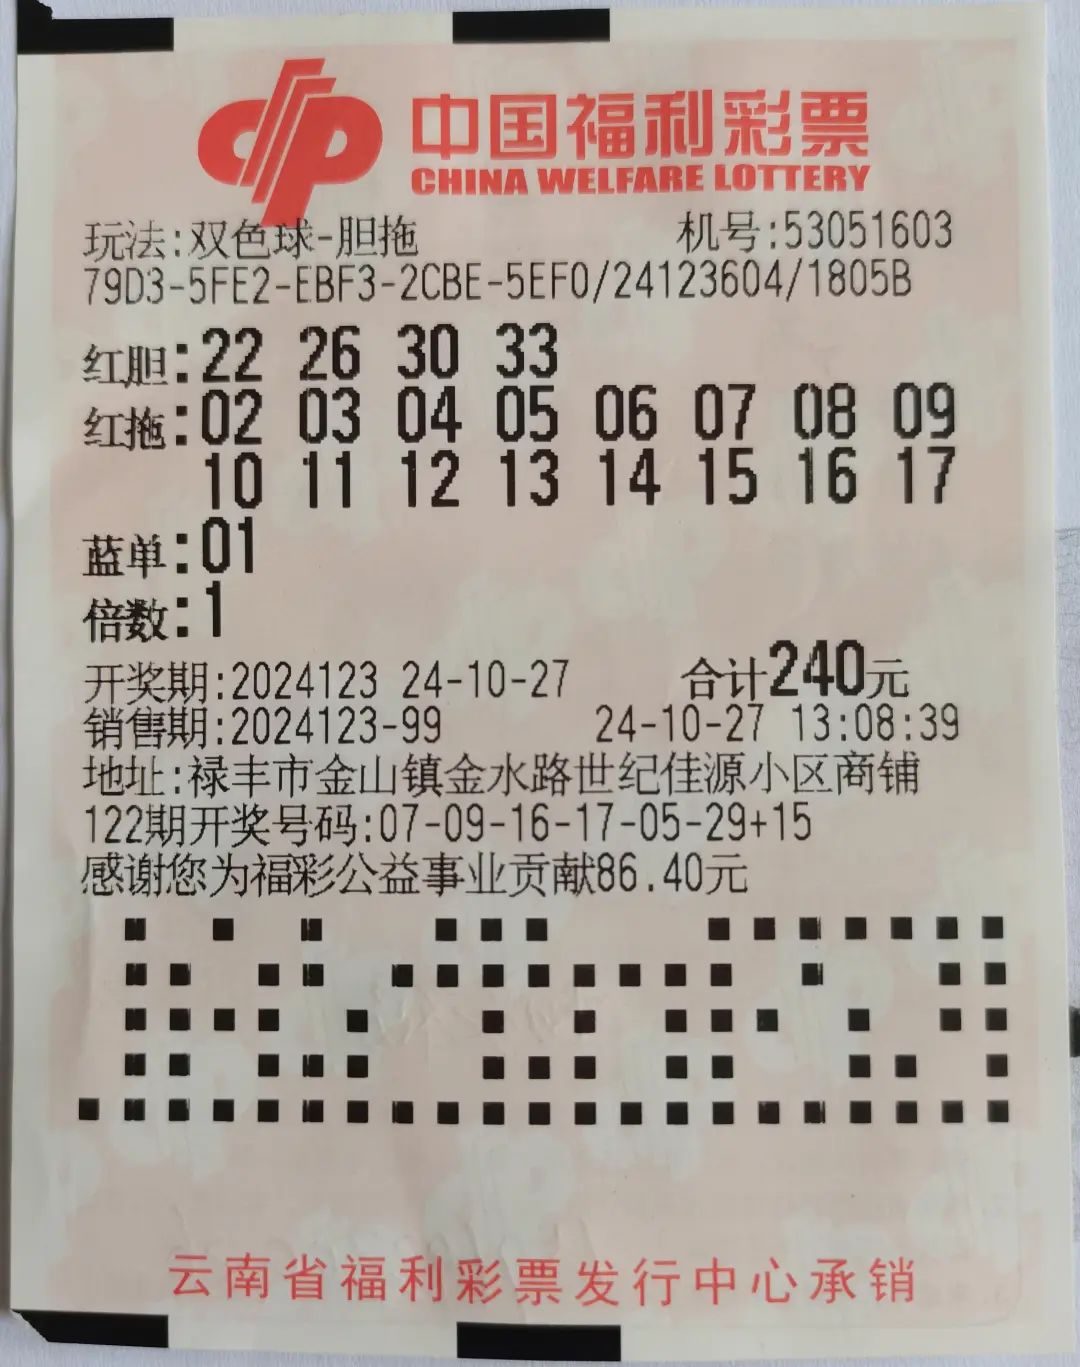 中国福利彩票
CHINA WELFARE LOTTERY
玩法:双色球-胆拖 机号:53051603
79D3-5FE2-EBF3-2CBE-5EF0/24123604/1805B
红胆:22 26 30 33
红拖:02 03 04 05 06 07 08 09
10 11 12 13 14 15 16 17
蓝单:01
倍数:1
开奖期:2024123 24-10-27 合计240元
销售期:2024123-99 24-10-27 13:08:39
地址:禄丰市金山镇金水路世纪佳源小区商铺
122期开奖号码:07-09-16-17-05-29+15
感谢您为福彩公益事业贡献86.40元
云南省福利彩票发行中心承销